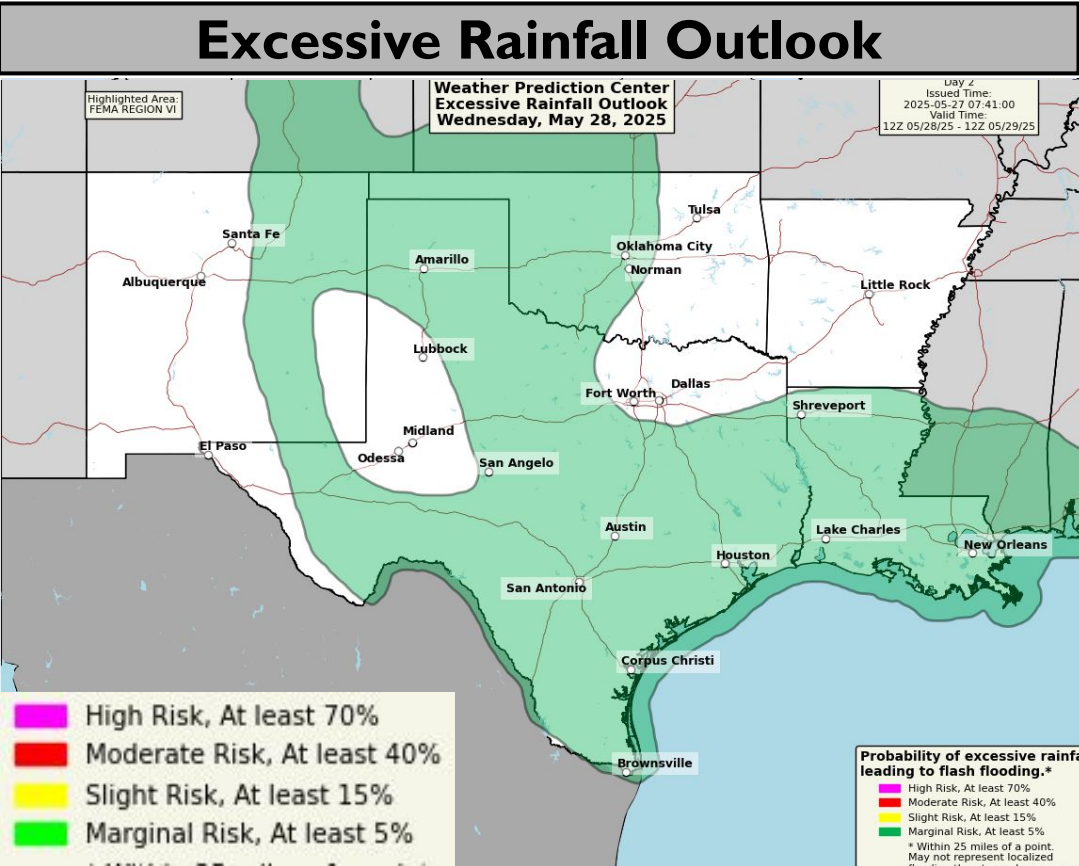 Excessive Rainfall Outlook
Highlighted Area:
FEMA REGION VI
Weather Prediction Center
Excessive Rainfall Outlook
Wednesday, May 28, 2025
Day 2
Issued Time:
2025-05-27 07:41:00
Valid Time:
12Z 05/28/25 - 12Z 05/29/25
Tulsa
Santa Fe
Oklahoma City
Amarillo
Norman
Albuquerque
Little Rock
Lubbock
Dallas
Fort Worth
Shreveport
Midland
El Paso
Odessa
San Angelo
Austin
Lake Charles
New Orleans
Houston
San Antonio
Corpus Christi
Brownsville
High Risk, At least 70%
Moderate Risk, At least 40%
Slight Risk, At least 15%
Marginal Risk, At least 5%
Probability of excessive rainfa
leading to flash flooding.*
High Risk, At least 70%
Moderate Risk, At least 40%
Slight Risk, At least 15%
Marginal Risk, At least 5%
* Within 25 miles of a point.
May not represent localized